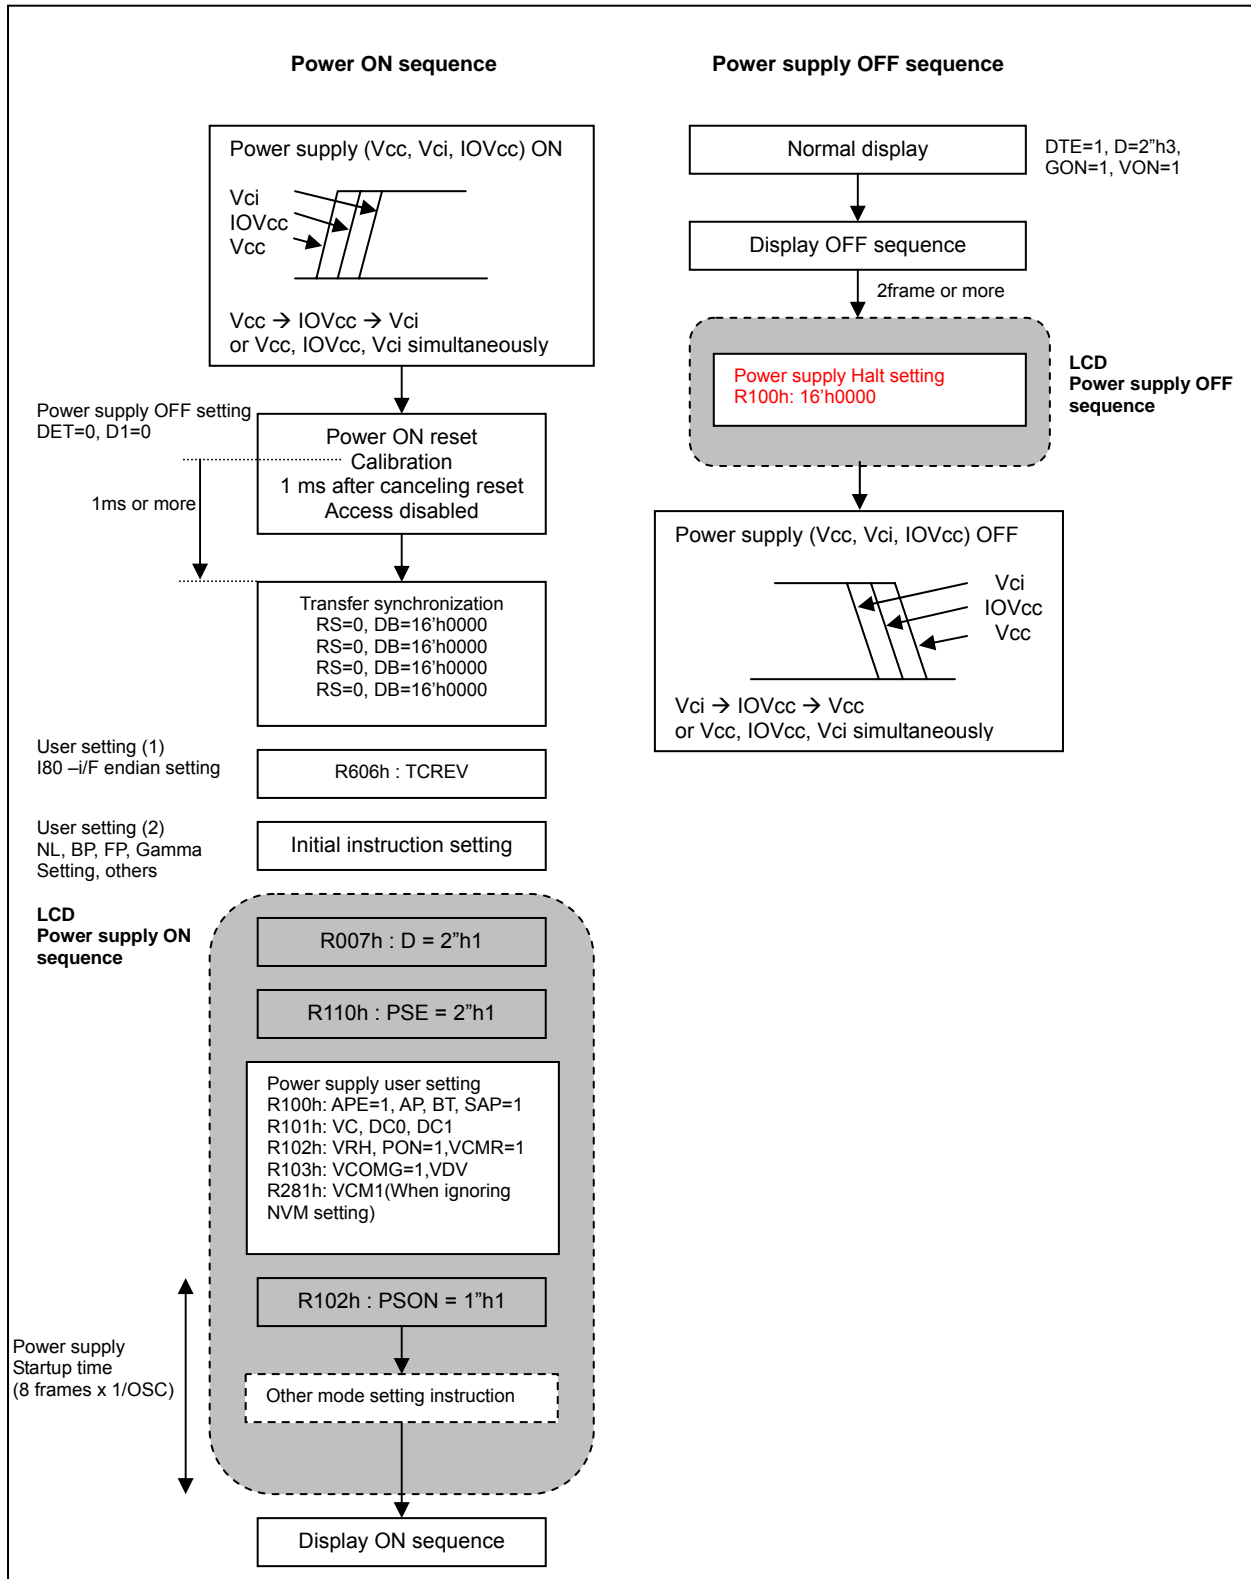 Power ON sequence
Power supply (Vcc, Vci, IOVcc) ON
Vci
IOVcc
Vcc
Vcc → IOVcc → Vci
or Vcc, IOVcc, Vci simultaneously
Power supply OFF setting
DET=0, D1=0
1ms or more
Power ON reset
Calibration
1 ms after canceling reset
Access disabled
Transfer synchronization
RS=0, DB=16’h0000
RS=0, DB=16’h0000
RS=0, DB=16’h0000
RS=0, DB=16’h0000
User setting (1)
I80 –i/F endian setting
R606h : TCREV
User setting (2)
NL, BP, FP, Gamma
Setting, others
Initial instruction setting
LCD
Power supply ON
sequence
R007h : D = 2”h1
R110h : PSE = 2”h1
Power supply user setting
R100h: APE=1, AP, BT, SAP=1
R101h: VC, DC0, DC1
R102h: VRH, PON=1,VCMR=1
R103h: VCOMG=1,VDV
R281h: VCM1(When ignoring
NVM setting)
R102h : PSON = 1”h1
Power supply
Startup time
(8 frames x 1/OSC)
Other mode setting instruction
Display ON sequence
Power supply OFF sequence
Normal display
DTE=1, D=2”h3,
GON=1, VON=1
Display OFF sequence
2frame or more
Power supply Halt setting
R100h: 16’h0000
LCD
Power supply OFF
sequence
Power supply (Vcc, Vci, IOVcc) OFF
Vci
IOVcc
Vcc
Vci → IOVcc → Vcc
or Vcc, IOVcc, Vci simultaneously